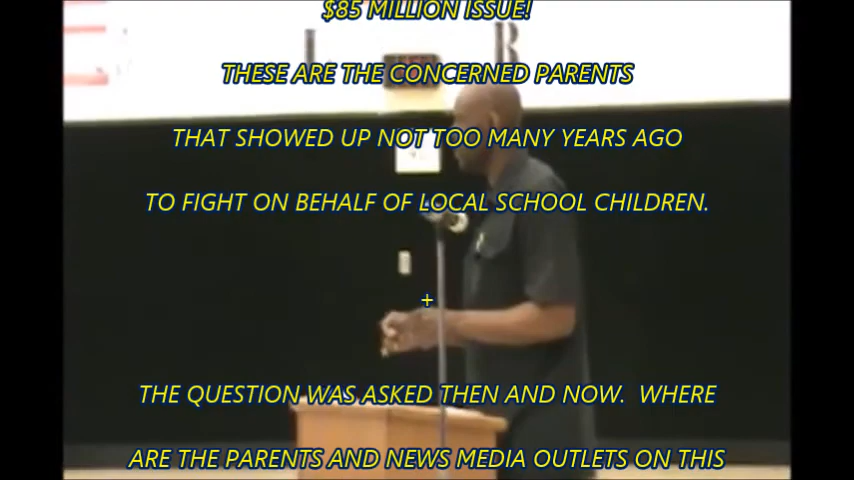 $85 MILLION ISSUE!
THESE ARE THE CONCERNED PARENTS
THAT SHOWED UP NOT TOO MANY YEARS AGO
TO FIGHT ON BEHALF OF LOCAL SCHOOL CHILDREN.
+
THE QUESTION WAS ASKED THEN AND NOW.  WHERE
ARE THE PARENTS AND NEWS MEDIA OUTLETS ON THIS